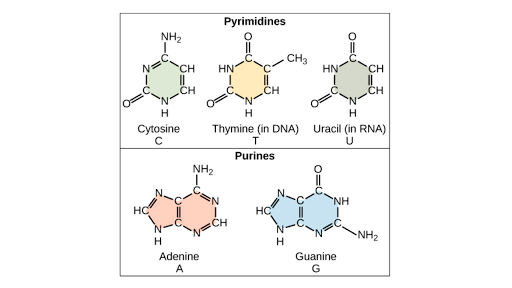 Pyrimidines
NH2
C
N
CH
C
CH
O
N
H
Cytosine
C
O
C
CH3
HN
C
C
CH
O
N
H
Thymine (in DNA)
T
O
C
HN
CH
C
CH
O
N
H
Uracil (in RNA)
U
Purines
NH2
N
C
C
N
HC
C
CH
N
N
H
Adenine
A
O
N
C
C
NH
HC
C
C
N
N
NH2
H
Guanine
G